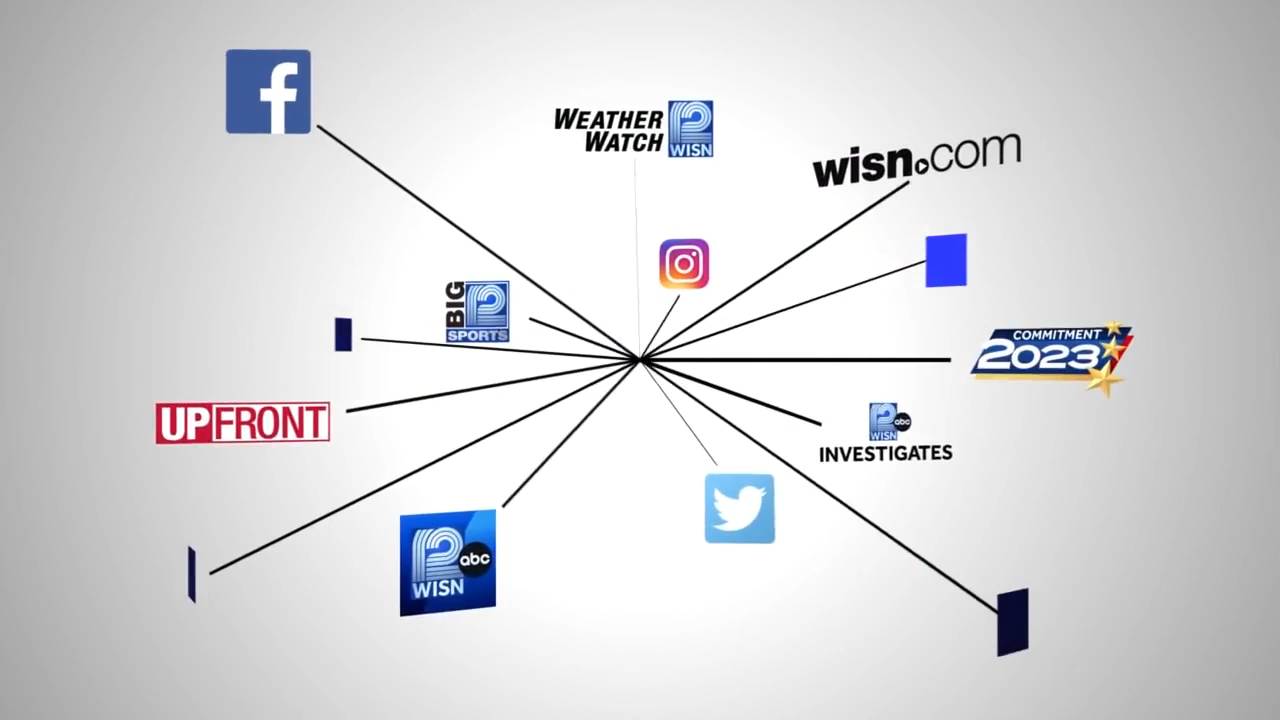 f
WEATHER
WATCH
12
WISN
wisn.com
BIG
12
SPORTS
COMMITMENT
2023
UPFRONT
12
abc
WISN
INVESTIGATES
12
abc
WISN